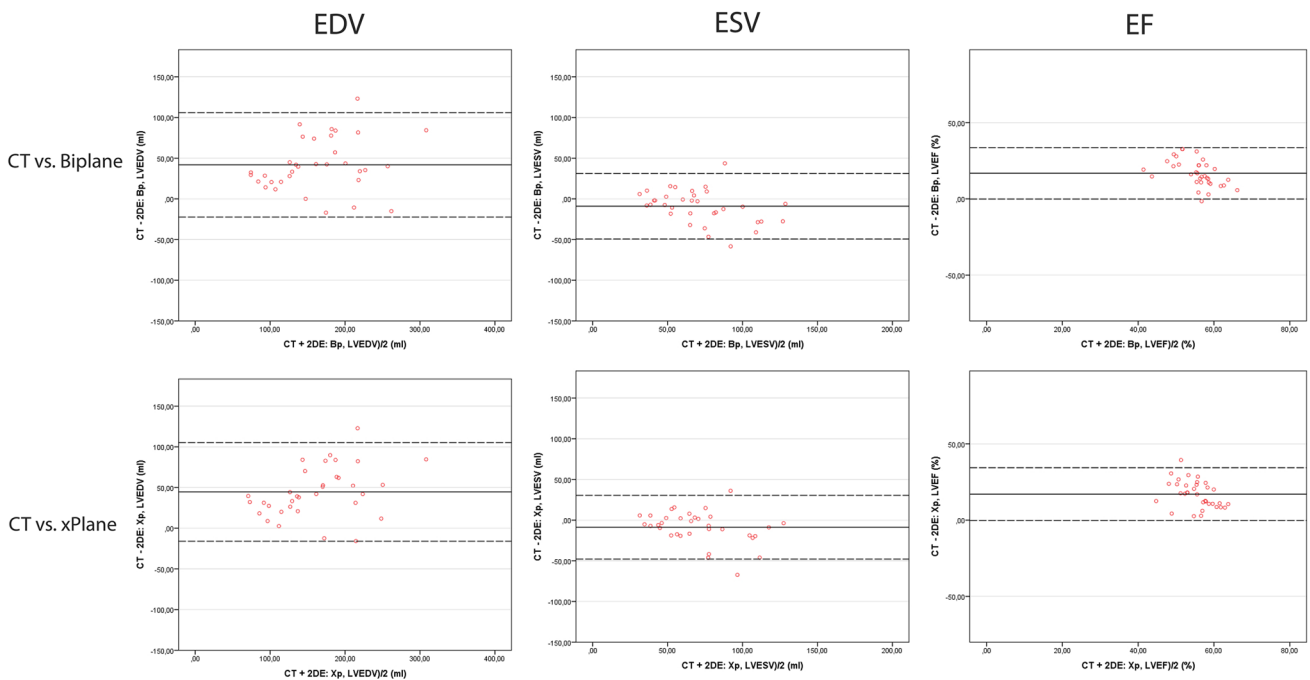 EDV
ESV
EF
CT vs. Biplane
CT - 2DE: Bp, LVEDV (ml)
150,00
100,00
50,00
,00
-50,00
-100,00
-150,00
,00 100,00 200,00 300,00 400,00
CT + 2DE: Bp, LVEDV)/2 (ml)
CT - 2DE: Bp, LVESV (ml)
150,00
100,00
50,00
,00
-50,00
-100,00
-150,00
,00 50,00 100,00 150,00 200,00
CT + 2DE: Bp, LVESV)/2 (ml)
CT - 2DE: Bp, LVEF (%)
50,00
,00
-50,00
,00 20,00 40,00 60,00 80,00
CT + 2DE: Bp, LVEF)/2 (%)
CT vs. xPlane
CT - 2DE: Xp, LVEDV (ml)
150,00
100,00
50,00
,00
-50,00
-100,00
-150,00
,00 100,00 200,00 300,00 400,00
CT + 2DE: Xp, LVEDV)/2 (ml)
CT - 2DE: Xp, LVESV (ml)
150,00
100,00
50,00
,00
-50,00
-100,00
-150,00
,00 50,00 100,00 150,00 200,00
CT + 2DE: Xp, LVESV)/2 (ml)
CT - 2DE: Xp, LVEF (%)
50,00
,00
-50,00
,00 20,00 40,00 60,00 80,00
CT + 2DE: Xp, LVEF)/2 (%)